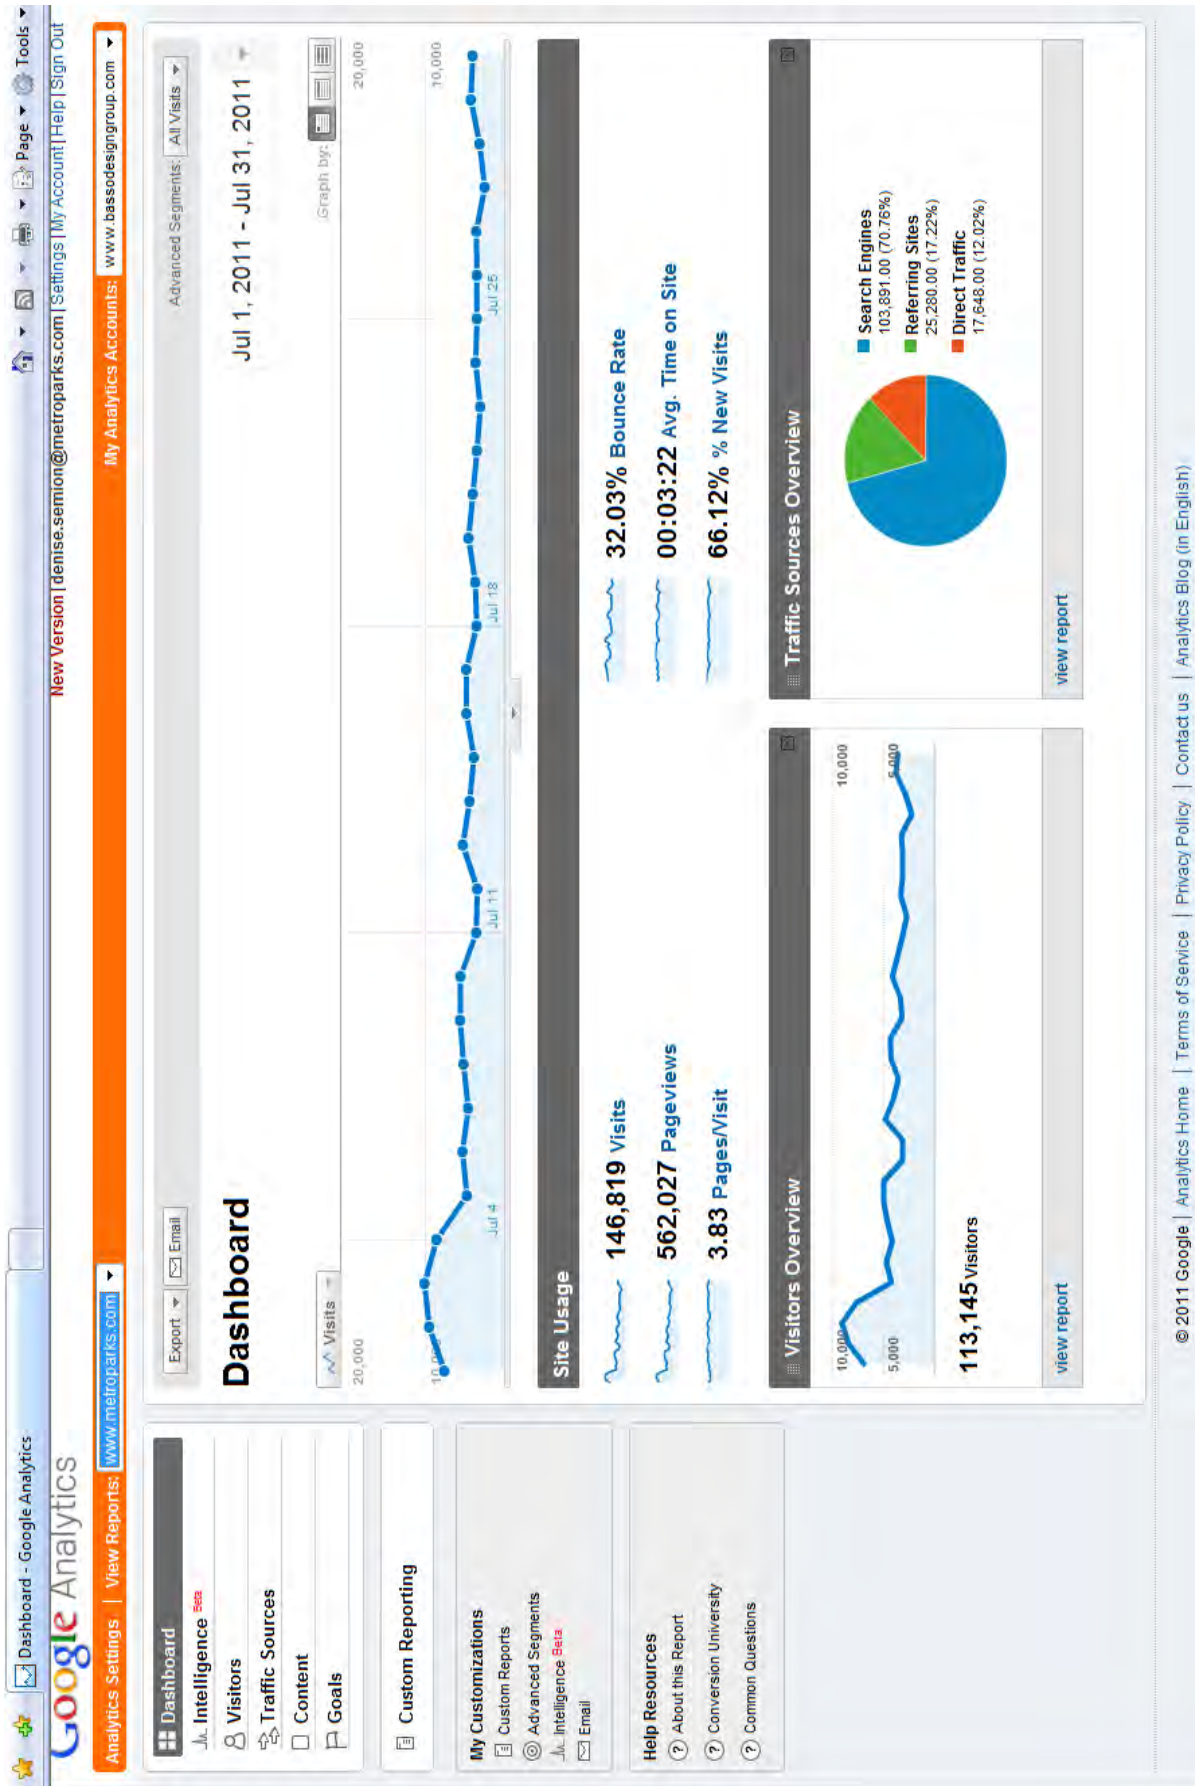 Dashboard - Google Analytics
Page
Tools
Google Analytics
New Version | denise.semion@metroparks.com | Settings | My Account | Help | Sign Out
Analytics Settings | View Reports: www.metroparks.com
My Analytics Accounts: www.bassodesigngroup.com
Dashboard
Intelligence Beta
Visitors
Traffic Sources
Content
Goals
Custom Reporting
My Customizations
Custom Reports
Advanced Segments
Intelligence Beta
Email
Help Resources
About this Report
Conversion University
Common Questions
Export
Email
Advanced Segments: All Visits
Dashboard
Jul 1, 2011 - Jul 31, 2011
Visits
Graph by:
20,000
20,000
10,000
Jul 4
Jul 11
Jul 18
Jul 25
Site Usage
146,819 Visits
562,027 Pageviews
3.83 Pages/Visit
32.03% Bounce Rate
00:03:22 Avg. Time on Site
66.12% % New Visits
Visitors Overview
10,000
10,000
5,000
5,000
113,145 Visitors
view report
Traffic Sources Overview
Search Engines
103,891.00 (70.76%)
Referring Sites
25,280.00 (17.22%)
Direct Traffic
17,648.00 (12.02%)
view report
© 2011 Google | Analytics Home | Terms of Service | Privacy Policy | Contact us | Analytics Blog (in English)